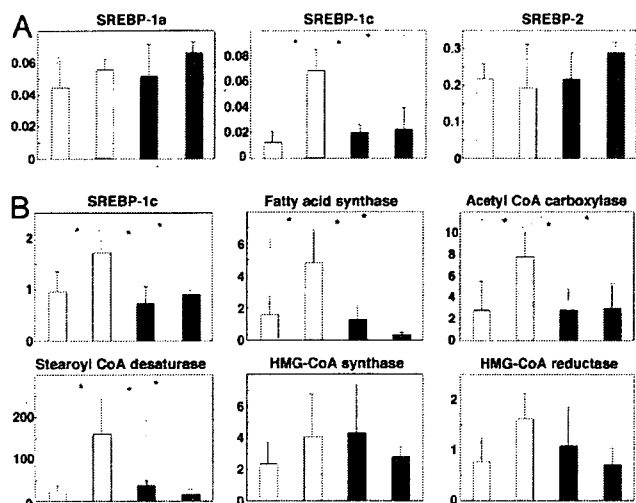 A
SREBP-1a
SREBP-1c
SREBP-2
0.06
0.04
0.02
0
0.1
0.08
0.06
0.04
0.02
0
0.3
0.2
0.1
0
* * *
B
SREBP-1c
Fatty acid synthase
Acetyl CoA carboxylase
2
1
0
* * *
6
4
2
0
* * *
10
8
6
4
2
0
* * *
Stearoyl CoA desaturase
HMG-CoA synthase
HMG-CoA reductase
200
100
0
* * *
6
4
2
0
2
1
0